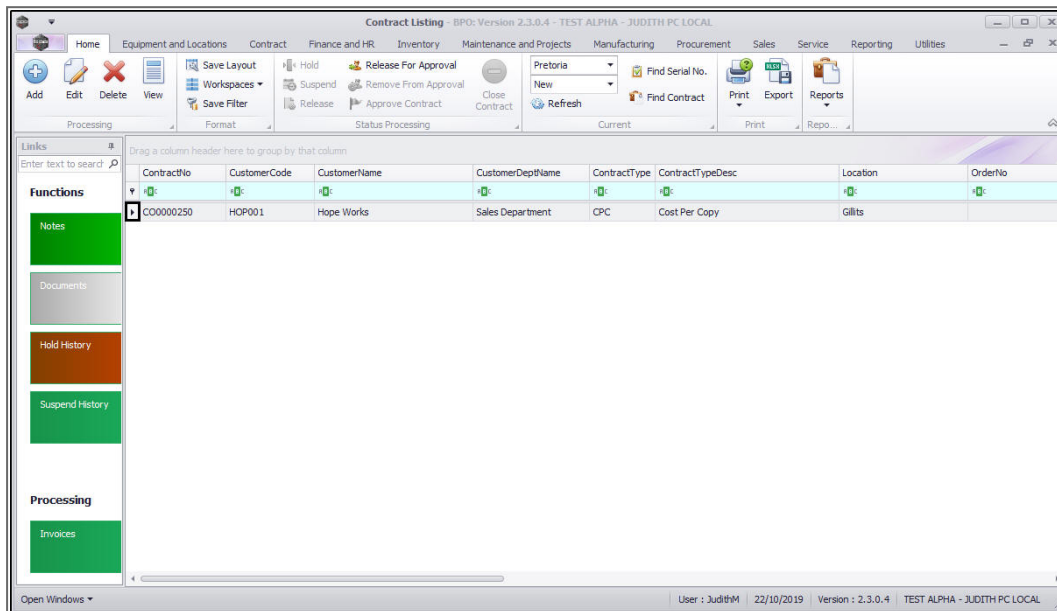 Contract Listing - BPO: Version 2.3.0.4 - TEST ALPHA - JUDITH PC LOCAL
Home Equipment and Locations Contract Finance and HR Inventory Maintenance and Projects Manufacturing Procurement Sales Service Reporting Utilities
Add Edit Delete View
Save Layout
Workspaces
Save Filter
Hold
Suspend
Release
Release For Approval
Remove From Approval
Approve Contract
Close Contract
Pretoria
New
Refresh
Find Serial No.
Find Contract
Print Export Reports
Processing Format Status Processing Current Print Repo...
Links
Enter text to search
Functions
Notes
Documents
Hold History
Suspend History
Processing
Invoices
Drag a column header here to group by that column
ContractNo CustomerCode CustomerName CustomerDeptName ContractType ContractTypeDesc Location OrderNo
CO0000250 HOP001 Hope Works Sales Department CPC Cost Per Copy Gillits
Open Windows User : JudithM 22/10/2019 Version : 2.3.0.4 TEST ALPHA - JUDITH PC LOCAL